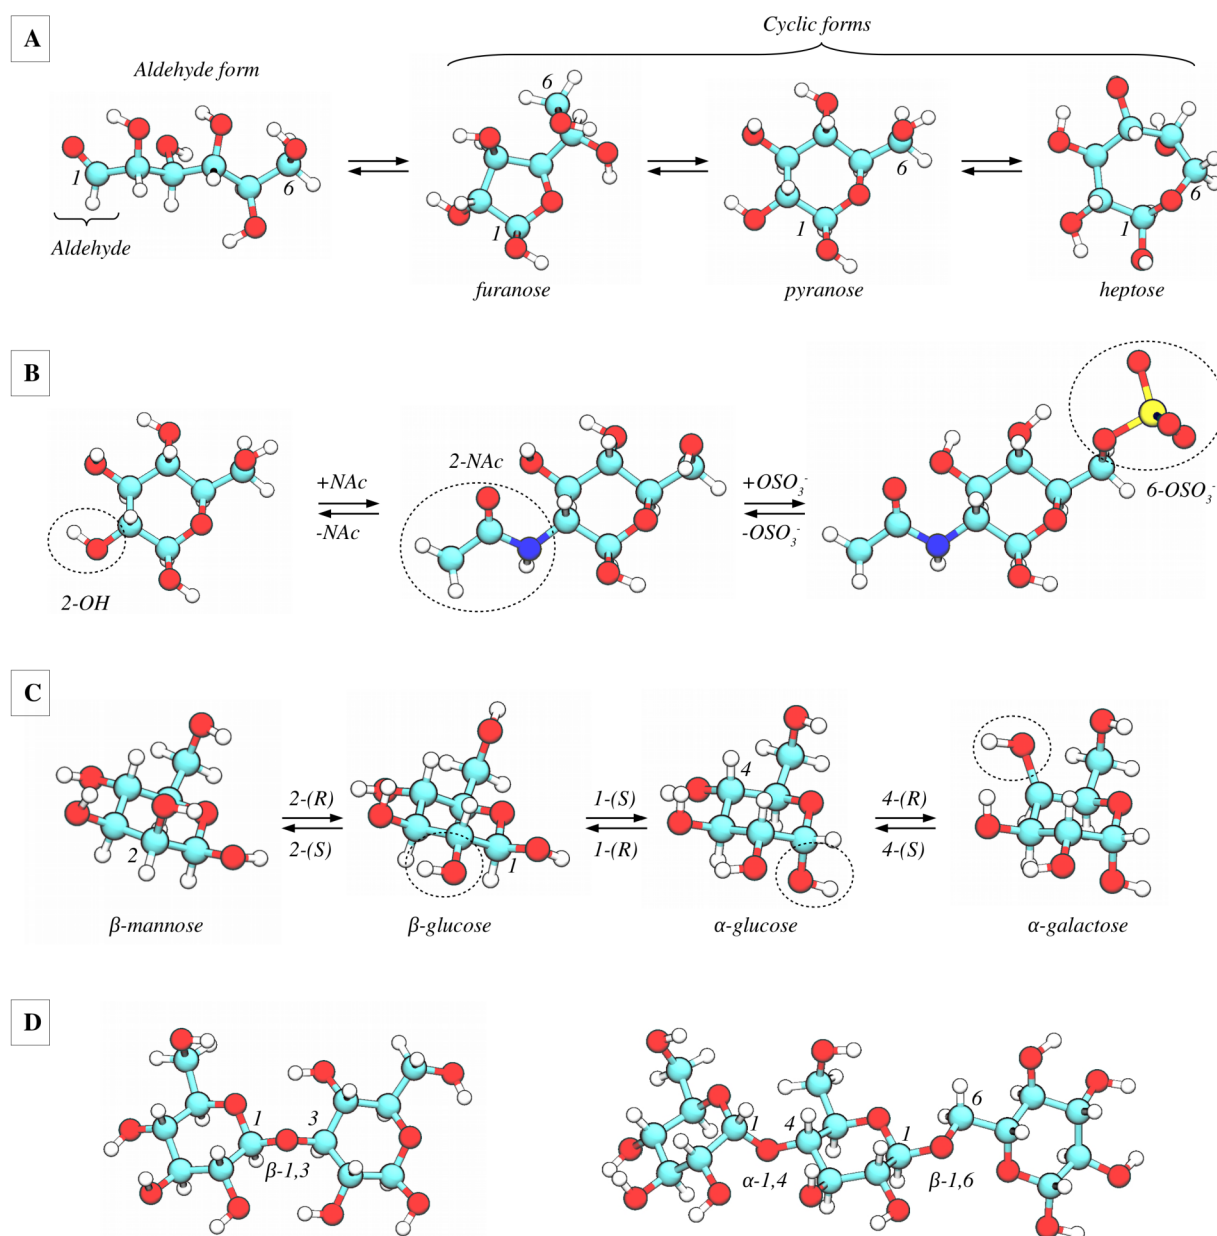 A
Cyclic forms
Aldehyde form
6
1
6
1
6
1
6
1
Aldehyde
furanose
pyranose
heptose
B
2-NAc
+NAc
-NAc
+OSO₃⁻
-OSO₃⁻
6-OSO₃⁻
2-OH
C
4
2-(R)
2-(S)
1-(S)
1-(R)
4-(R)
4-(S)
2
1
β-mannose
β-glucose
α-glucose
α-galactose
D
1
3
β-1,3
1
4
6
1
α-1,4
β-1,6